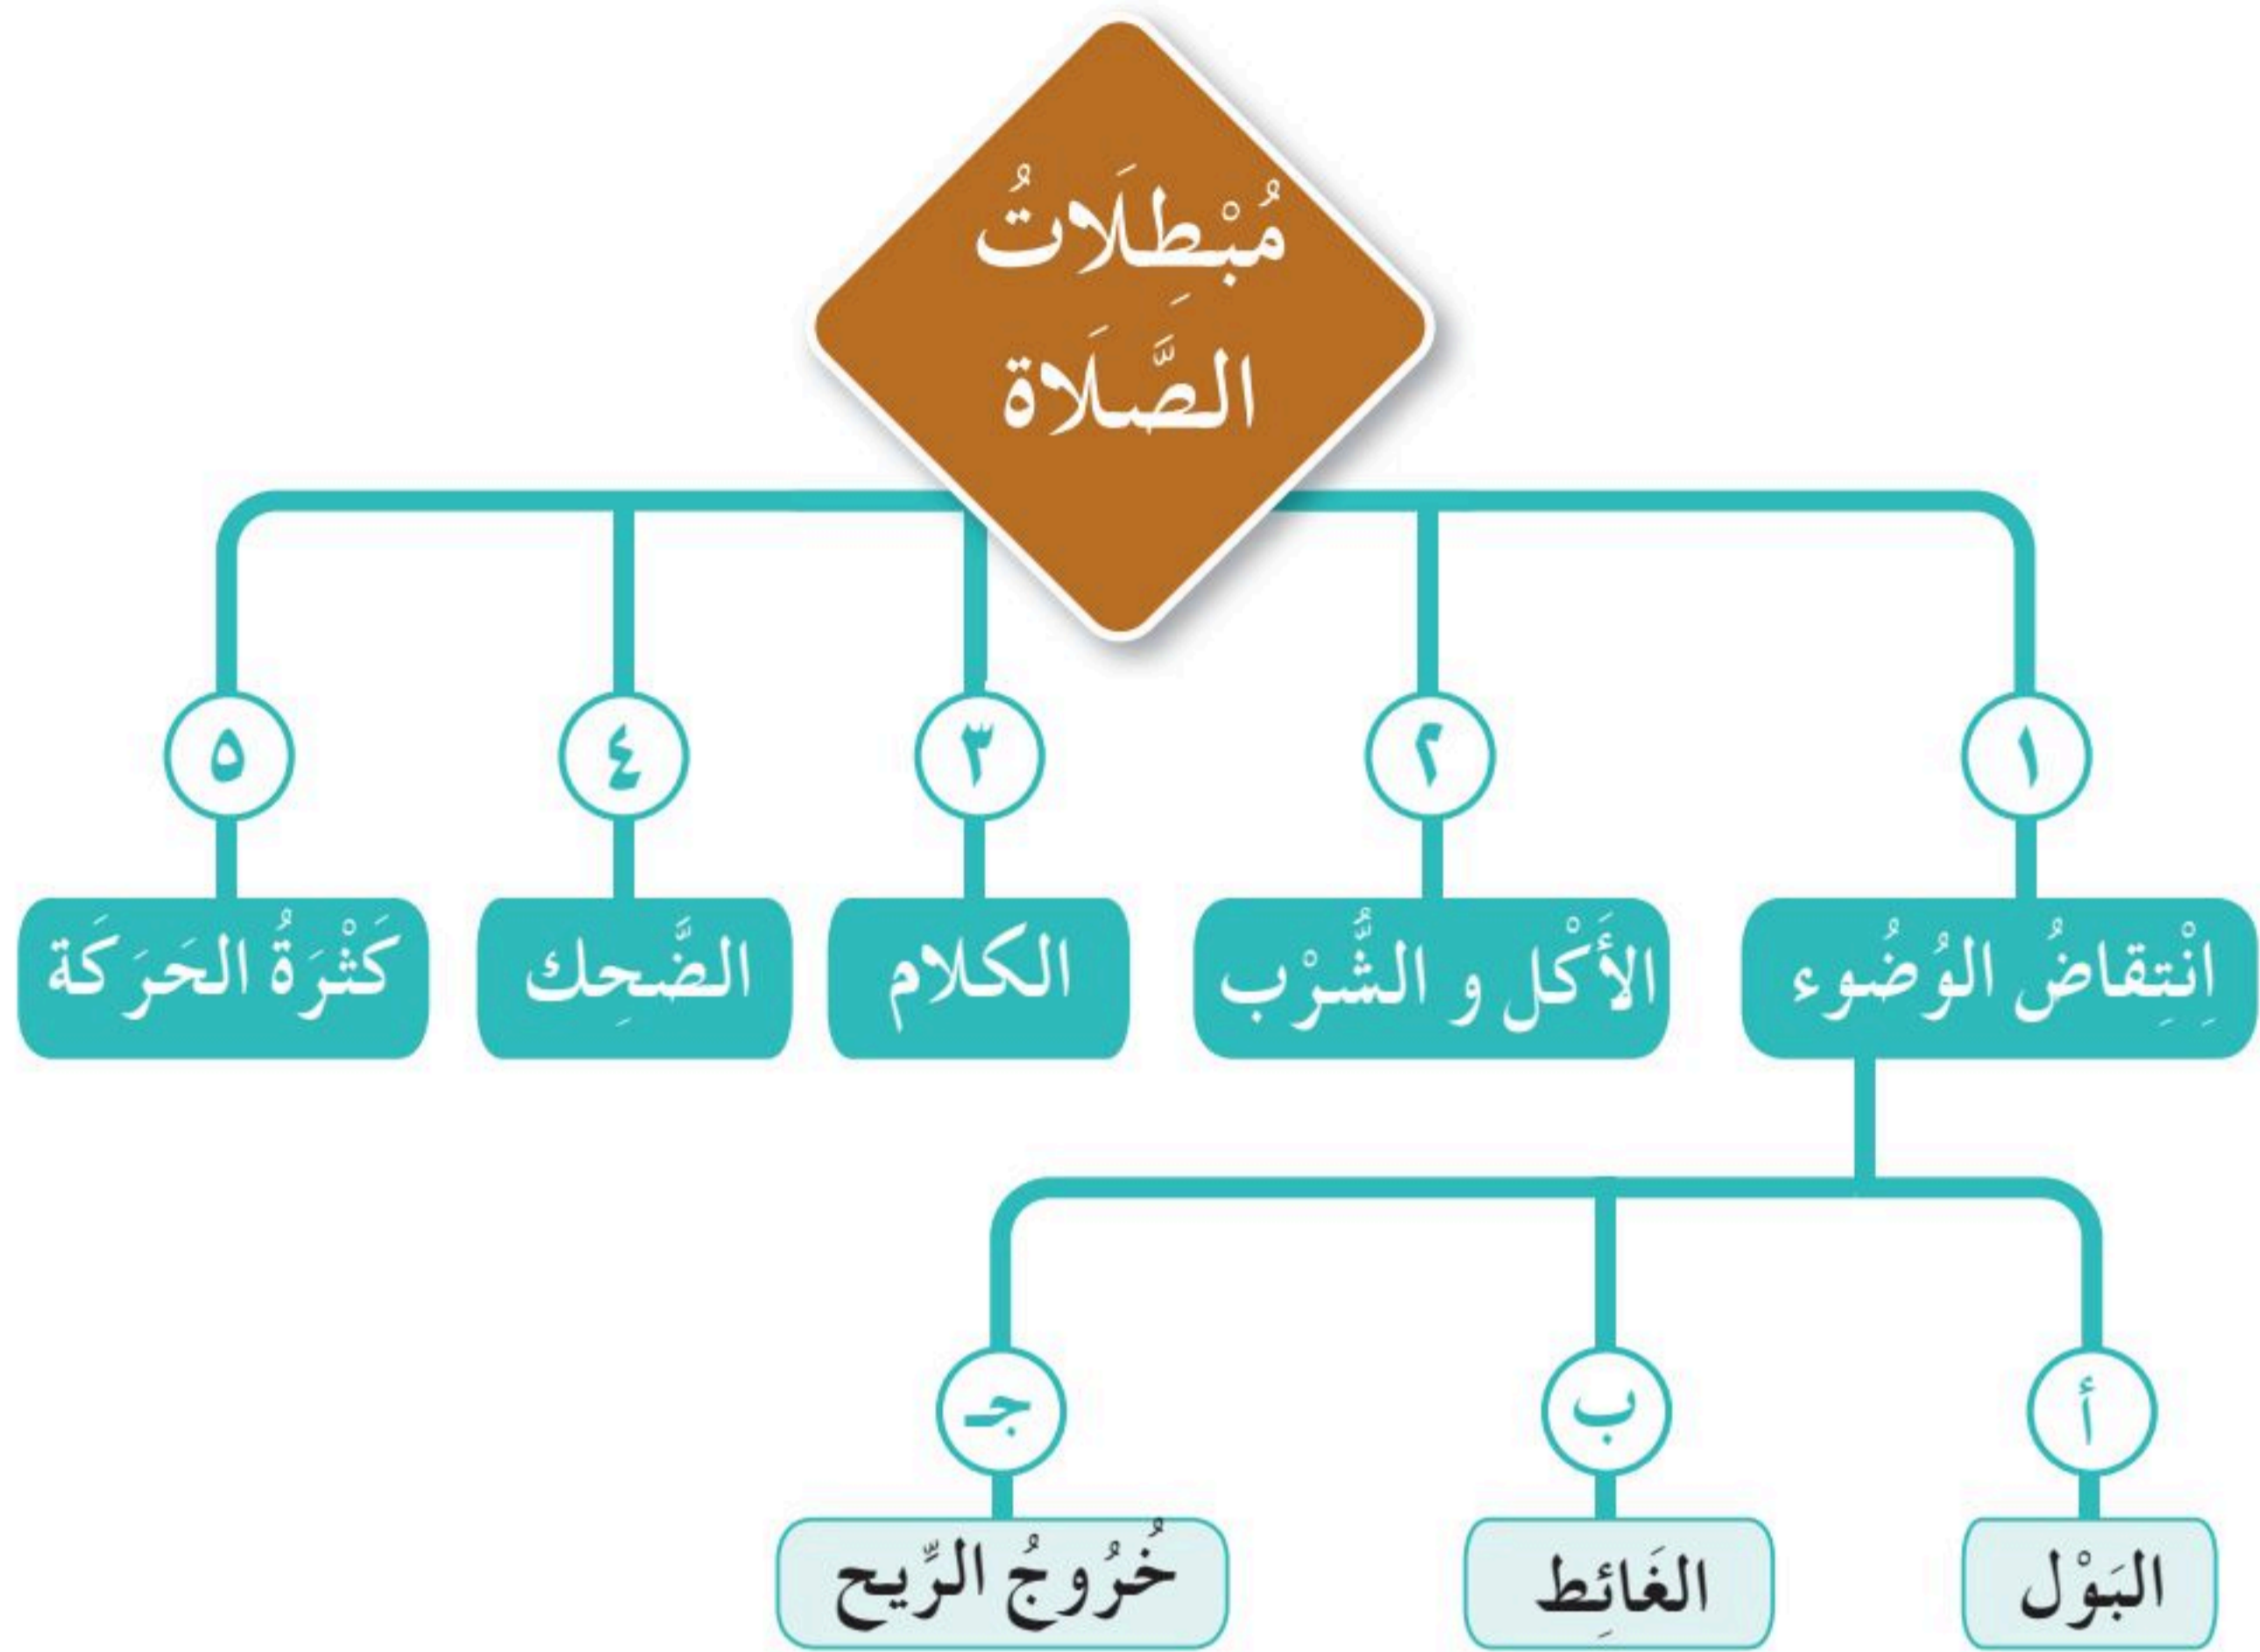 مُبْطِلَاتُ
الصَّلَاة
١
٢
٣
٤
٥
اِنْتِقاضُ الوُضُوء
الأَكْل و الشُّرْب
الكلام
الضَّحِك
كَثْرَةُ الحَرَكَة
أ
ب
جـ
البَوْل
الغَائِط
خُرُوجُ الرِّيح